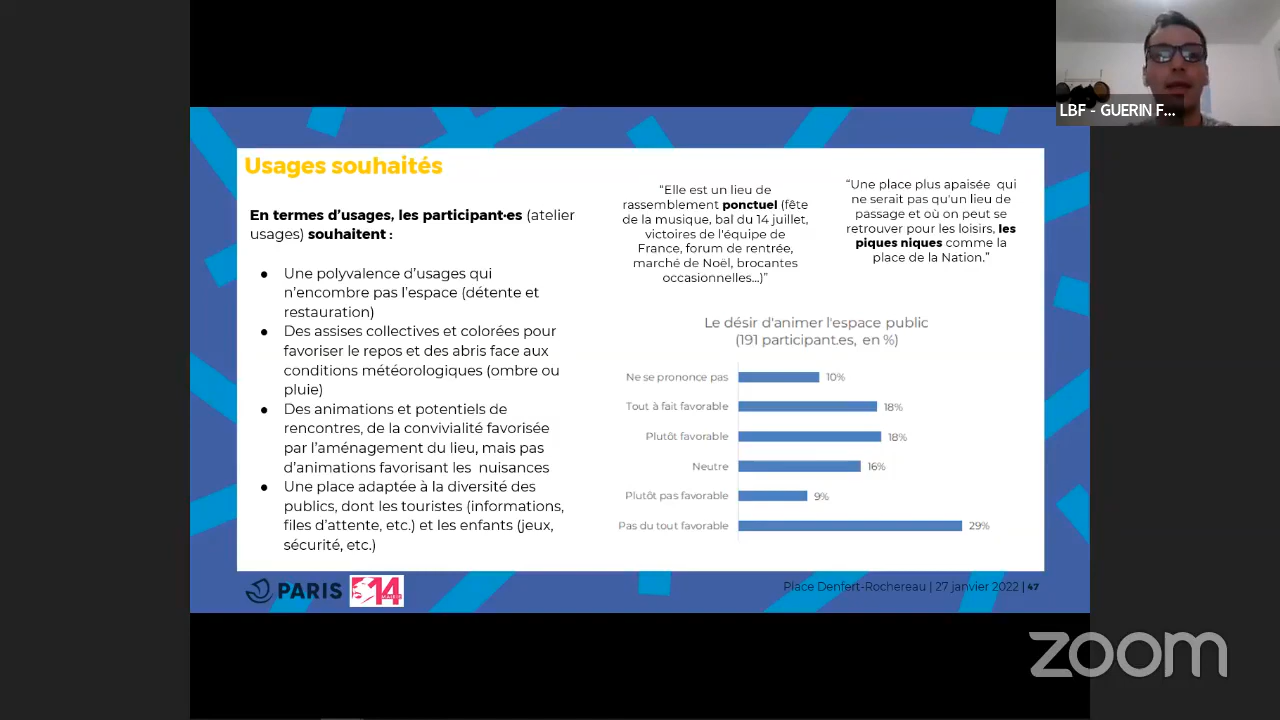 LBF - GUERIN F...
Usages souhaités
En termes d’usages, les participant·es (atelier
usages) souhaitent :
● Une polyvalence d’usages qui
n’encombre pas l’espace (détente et
restauration)
● Des assises collectives et colorées pour
favoriser le repos et des abris face aux
conditions météorologiques (ombre ou
pluie)
● Des animations et potentiels de
rencontres, de la convivialité favorisée
par l’aménagement du lieu, mais pas
d’animations favorisant les nuisances
● Une place adaptée à la diversité des
publics, dont les touristes (informations,
files d’attente, etc.) et les enfants (jeux,
sécurité, etc.)
“Elle est un lieu de
rassemblement ponctuel (fête
de la musique, bal du 14 juillet,
victoires de l'équipe de
France, forum de rentrée,
marché de Noël, brocantes
occasionnelles...)”
“Une place plus apaisée qui
ne serait pas qu'un lieu de
passage et où on peut se
retrouver pour les loisirs, les
piques niques comme la
place de la Nation.”
Le désir d'animer l'espace public
(191 participant.es, en %)
Ne se prononce pas 10%
Tout à fait favorable 18%
Plutôt favorable 18%
Neutre 16%
Plutôt pas favorable 9%
Pas du tout favorable 29%
PARIS
14
MAIRIE
Place Denfert-Rochereau | 27 janvier 2022 | 47
zoom